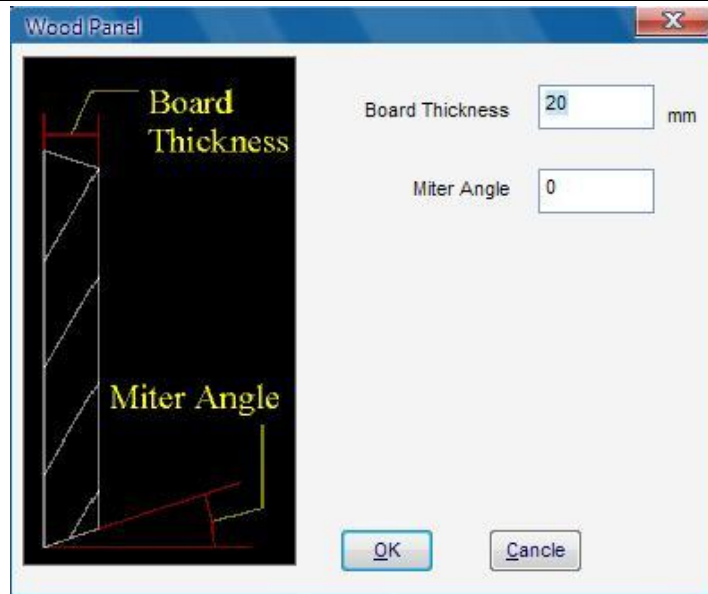 Wood Panel
Board
Thickness
Miter Angle
Board Thickness 20 mm
Miter Angle 0
OK
Cancle